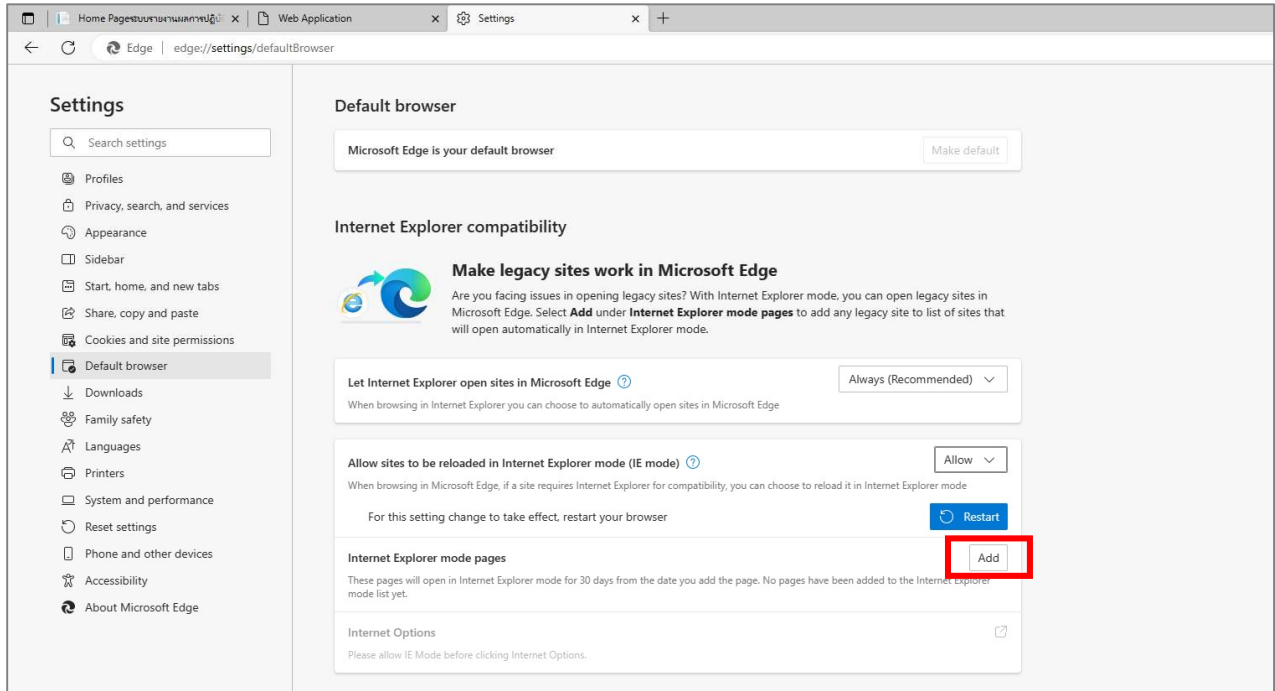 Home Pageระบบรายงานผลการปฏิบั
Web Application
Settings
Edge | edge://settings/defaultBrowser
Settings
Search settings
Profiles
Privacy, search, and services
Appearance
Sidebar
Start, home, and new tabs
Share, copy and paste
Cookies and site permissions
Default browser
Downloads
Family safety
Languages
Printers
System and performance
Reset settings
Phone and other devices
Accessibility
About Microsoft Edge
Default browser
Microsoft Edge is your default browser
Make default
Internet Explorer compatibility
Make legacy sites work in Microsoft Edge
Are you facing issues in opening legacy sites? With Internet Explorer mode, you can open legacy sites in
Microsoft Edge. Select Add under Internet Explorer mode pages to add any legacy site to list of sites that
will open automatically in Internet Explorer mode.
Let Internet Explorer open sites in Microsoft Edge
Always (Recommended)
When browsing in Internet Explorer you can choose to automatically open sites in Microsoft Edge
Allow sites to be reloaded in Internet Explorer mode (IE mode)
Allow
When browsing in Microsoft Edge, if a site requires Internet Explorer for compatibility, you can choose to reload it in Internet Explorer mode
For this setting change to take effect, restart your browser
Restart
Internet Explorer mode pages
Add
These pages will open in Internet Explorer mode for 30 days from the date you add the page. No pages have been added to the Internet Explorer
mode list yet.
Internet Options
Please allow IE Mode before clicking Internet Options.